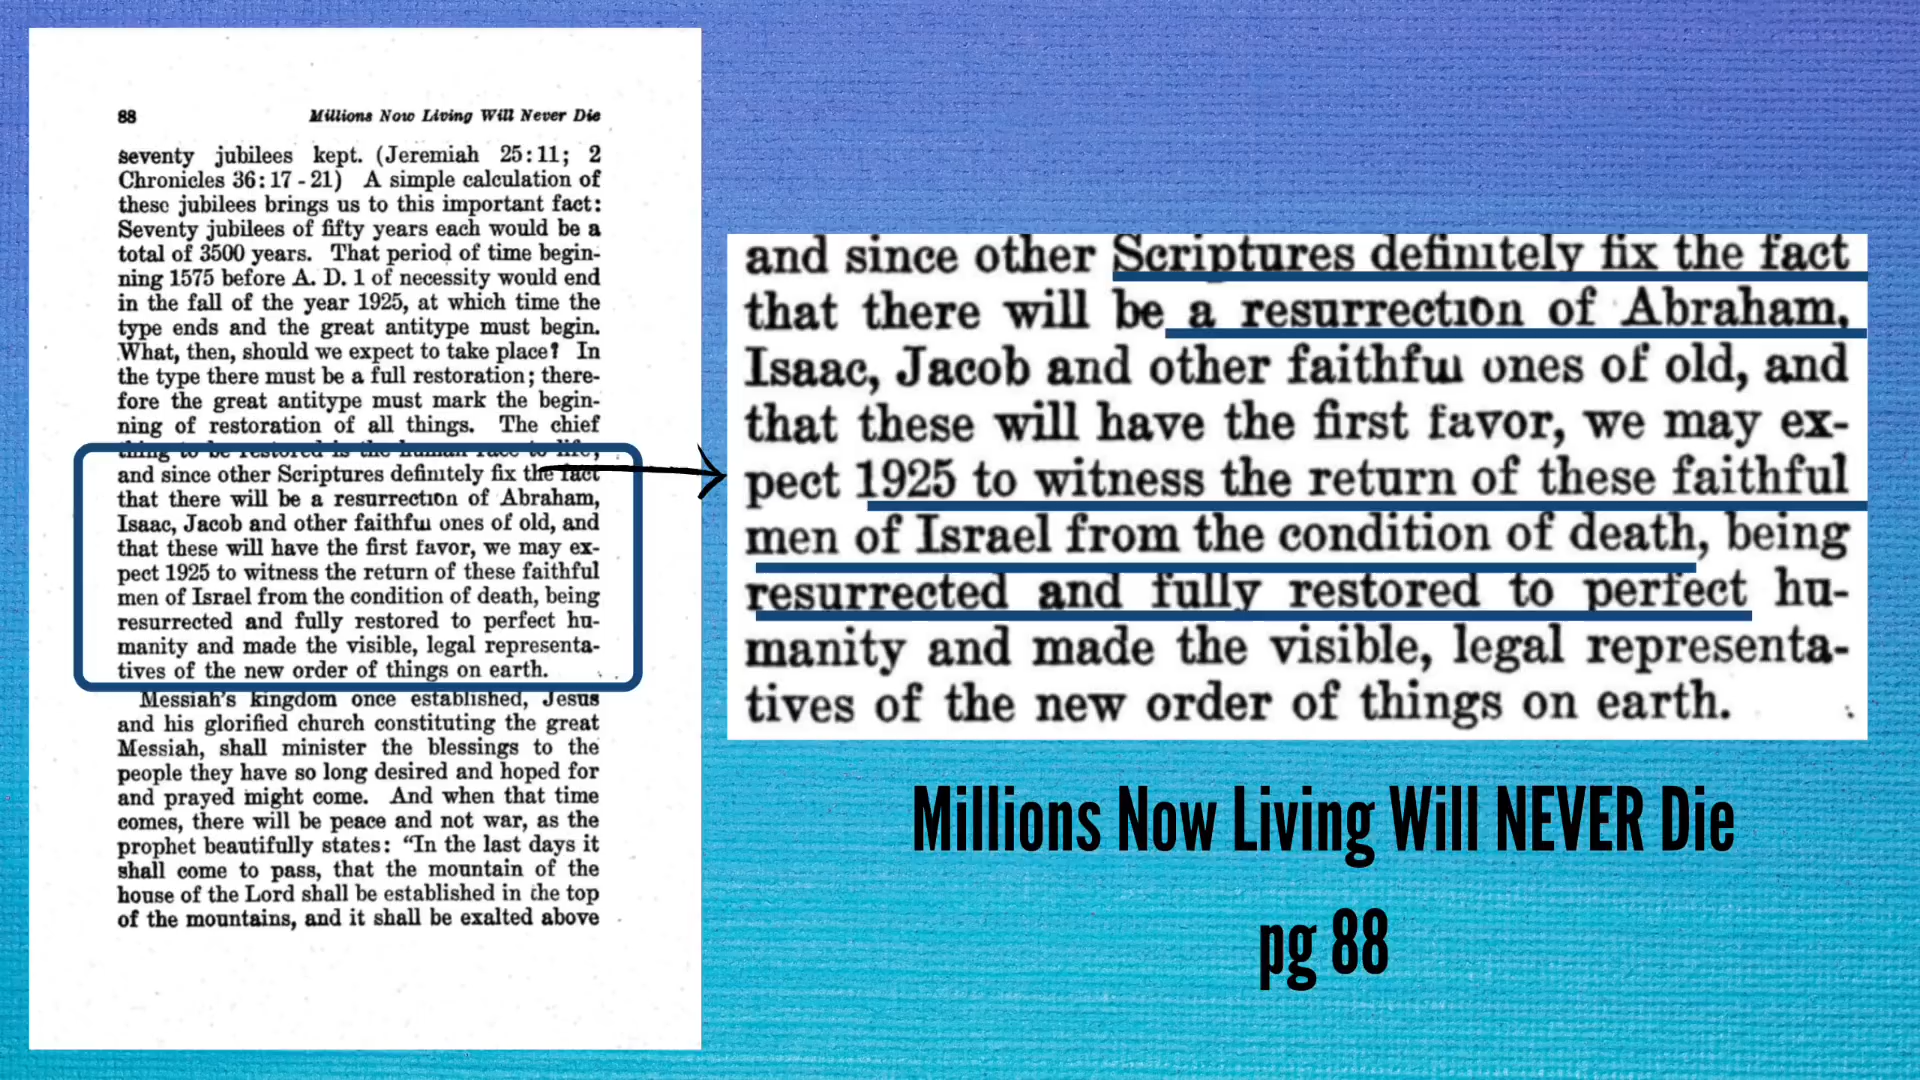 88 Millions Now Living Will Never Die
seventy jubilees kept. (Jeremiah 25:11; 2
Chronicles 36:17-21) A simple calculation of
these jubilees brings us to this important fact:
Seventy jubilees of fifty years each would be a
total of 3500 years. That period of time begin-
ning 1575 before A. D. 1 of necessity would end
in the fall of the year 1925, at which time the
type ends and the great antitype must begin.
What, then, should we expect to take place? In
the type there must be a full restoration; there-
fore the great antitype must mark the begin-
ning of restoration of all things. The chief
thing to be restored is the human race to life;
and since other Scriptures definitely fix the fact
that there will be a resurrection of Abraham,
Isaac, Jacob and other faithful ones of old, and
that these will have the first favor, we may ex-
pect 1925 to witness the return of these faithful
men of Israel from the condition of death, being
resurrected and fully restored to perfect hu-
manity and made the visible, legal representa-
tives of the new order of things on earth.
Messiah's kingdom once established, Jesus
and his glorified church constituting the great
Messiah, shall minister the blessings to the
people they have so long desired and hoped for
and prayed might come. And when that time
comes, there will be peace and not war, as the
prophet beautifully states: "In the last days it
shall come to pass, that the mountain of the
house of the Lord shall be established in the top
of the mountains, and it shall be exalted above
and since other Scriptures definitely fix the fact
that there will be a resurrection of Abraham,
Isaac, Jacob and other faithful ones of old, and
that these will have the first favor, we may ex-
pect 1925 to witness the return of these faithful
men of Israel from the condition of death, being
resurrected and fully restored to perfect hu-
manity and made the visible, legal representa-
tives of the new order of things on earth.
Millions Now Living Will NEVER Die
pg 88